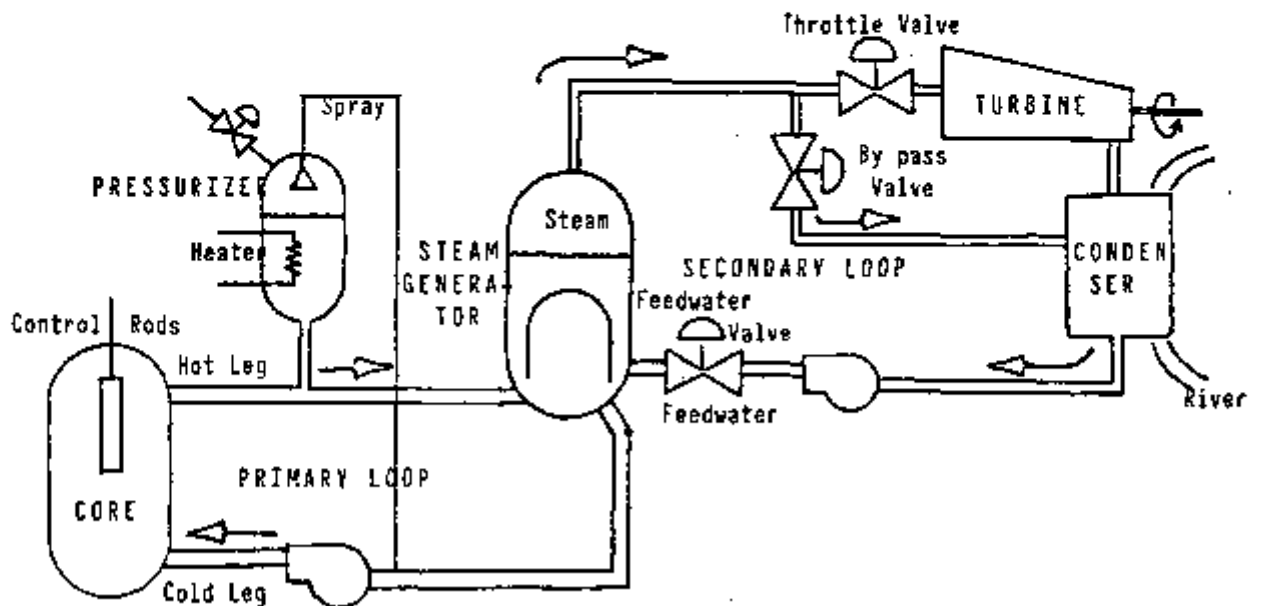 Throttle Valve
TURBINE
Spray
PRESSURIZER
By pass
Valve
Steam
Heater
STEAM
GENERA-
TOR
SECONDARY LOOP
CONDEN
SER
Feedwater
Valve
Control Rods
Hot Leg
Feedwater
River
PRIMARY LOOP
CORE
Cold Leg